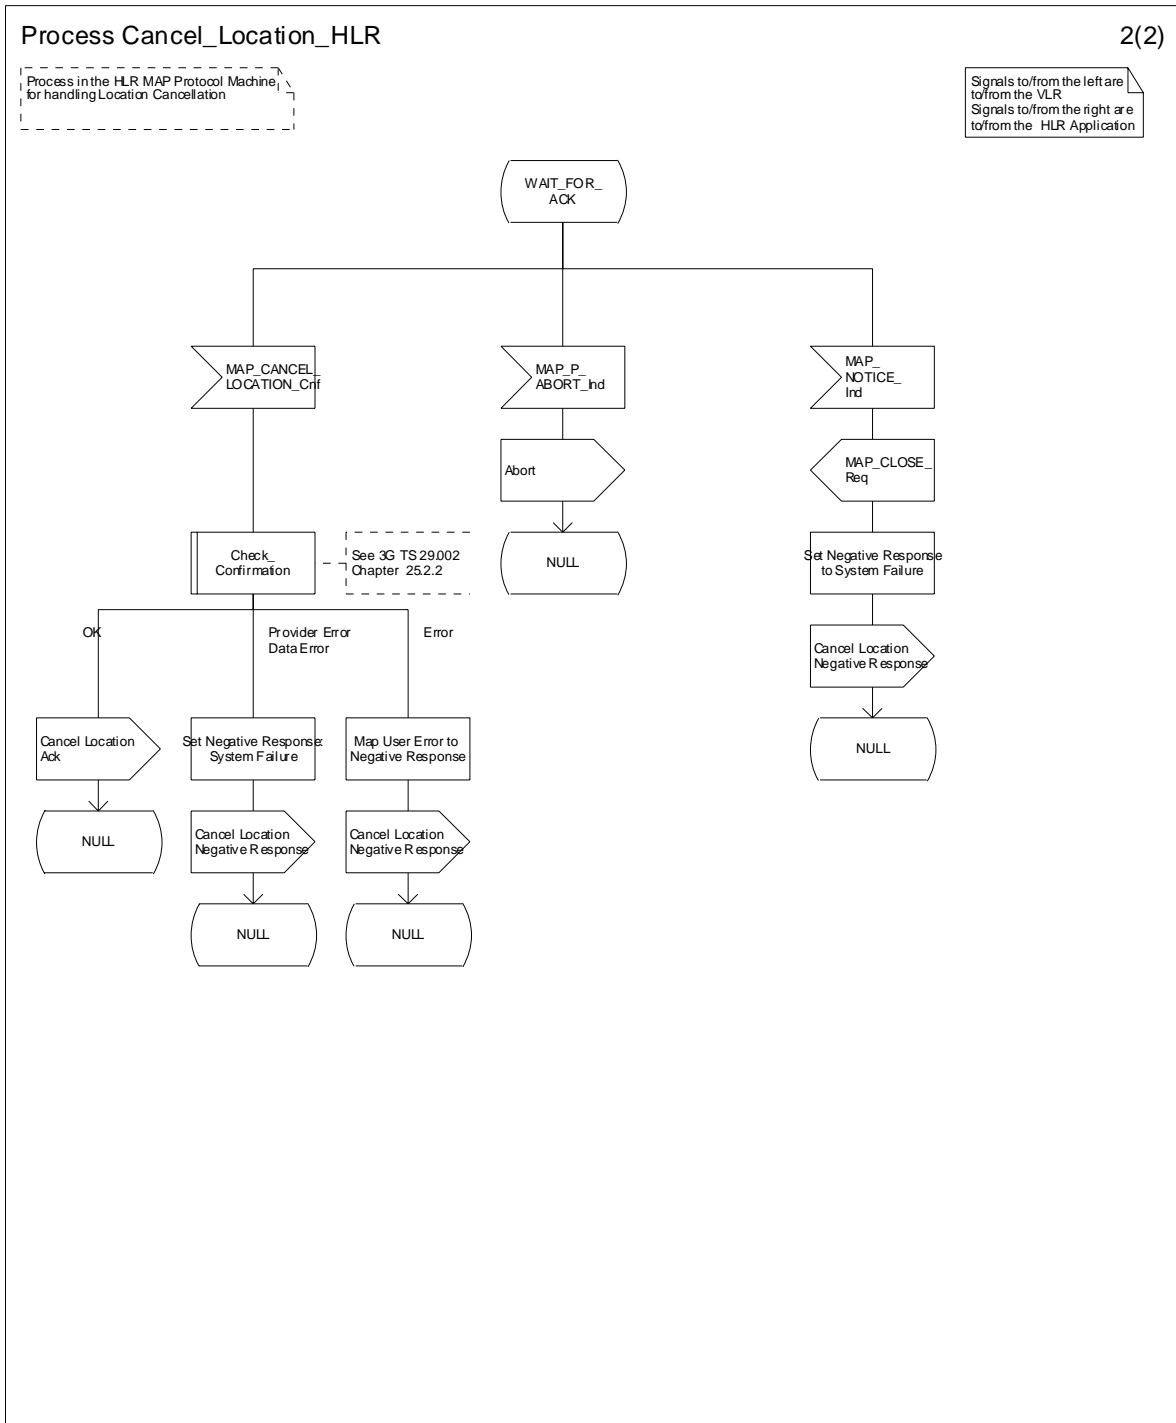 Process Cancel_Location_HLR
2(2)
Process in the HLR MAP Protocol Machine
for handling Location Cancellation
Signals to/from the left are
to/from the VLR
Signals to/from the right are
to/from the HLR Application
WAIT_FOR_
ACK
MAP_CANCEL_
LOCATION_Cnf
MAP_P_
ABORT_Ind
MAP_
NOTICE_
Ind
Abort
MAP_CLOSE_
Req
Check_
Confirmation
See 3G TS 29.002
Chapter 25.2.2
NULL
Set Negative Response
to System Failure
OK
Provider Error
Data Error
Error
Cancel Location
Negative Response
Cancel Location
Ack
Set Negative Response:
System Failure
Map User Error to
Negative Response
NULL
NULL
Cancel Location
Negative Response
Cancel Location
Negative Response
NULL
NULL